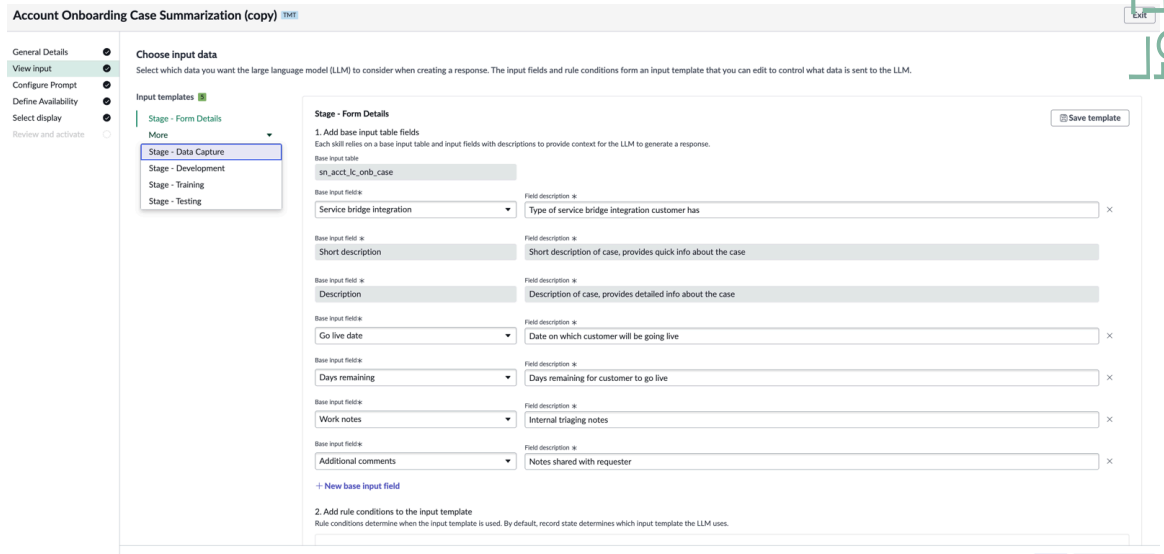 Account Onboarding Case Summarization (copy) TMT
Exit
General Details
View input
Configure Prompt
Define Availability
Select display
Review and activate
Choose input data
Select which data you want the large language model (LLM) to consider when creating a response. The input fields and rule conditions form an input template that you can edit to control what data is sent to the LLM.
Input templates 5
Stage - Form Details
More
Stage - Data Capture
Stage - Development
Stage - Training
Stage - Testing
Stage - Form Details
Save template
1. Add base input table fields
Each skill relies on a base input table and input fields with descriptions to provide context for the LLM to generate a response.
Base input table
sn_acct_lc_onb_case
Base input field* Field description *
Service bridge integration Type of service bridge integration customer has
Base input field * Field description *
Short description Short description of case, provides quick info about the case
Base input field * Field description *
Description Description of case, provides detailed info about the case
Base input field* Field description *
Go live date Date on which customer will be going live
Base input field* Field description *
Days remaining Days remaining for customer to go live
Base input field* Field description *
Work notes Internal triaging notes
Base input field* Field description *
Additional comments Notes shared with requester
+ New base input field
2. Add rule conditions to the input template
Rule conditions determine when the input template is used. By default, record state determines which input template the LLM uses.